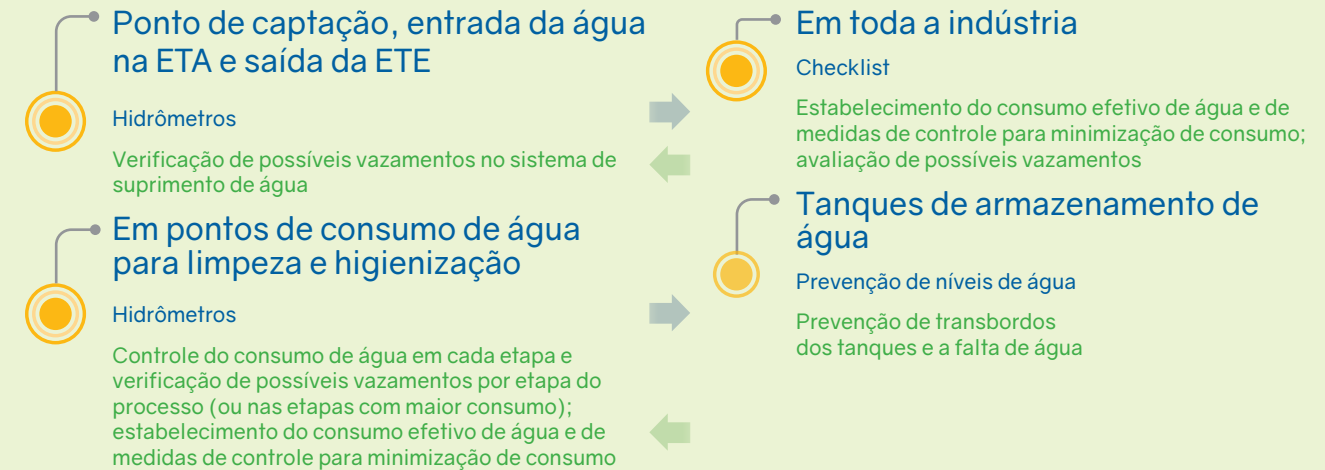 Ponto de captação, entrada da água
na ETA e saída da ETE
Hidrômetros
Verificação de possíveis vazamentos no sistema de
suprimento de água
Em toda a indústria
Checklist
Estabelecimento do consumo efetivo de água e de
medidas de controle para minimização de consumo;
avaliação de possíveis vazamentos
Em pontos de consumo de água
para limpeza e higienização
Hidrômetros
Controle do consumo de água em cada etapa e
verificação de possíveis vazamentos por etapa do
processo (ou nas etapas com maior consumo);
estabelecimento do consumo efetivo de água e de
medidas de controle para minimização de consumo
Tanques de armazenamento de
água
Prevenção de níveis de água
Prevenção de transbordos
dos tanques e a falta de água